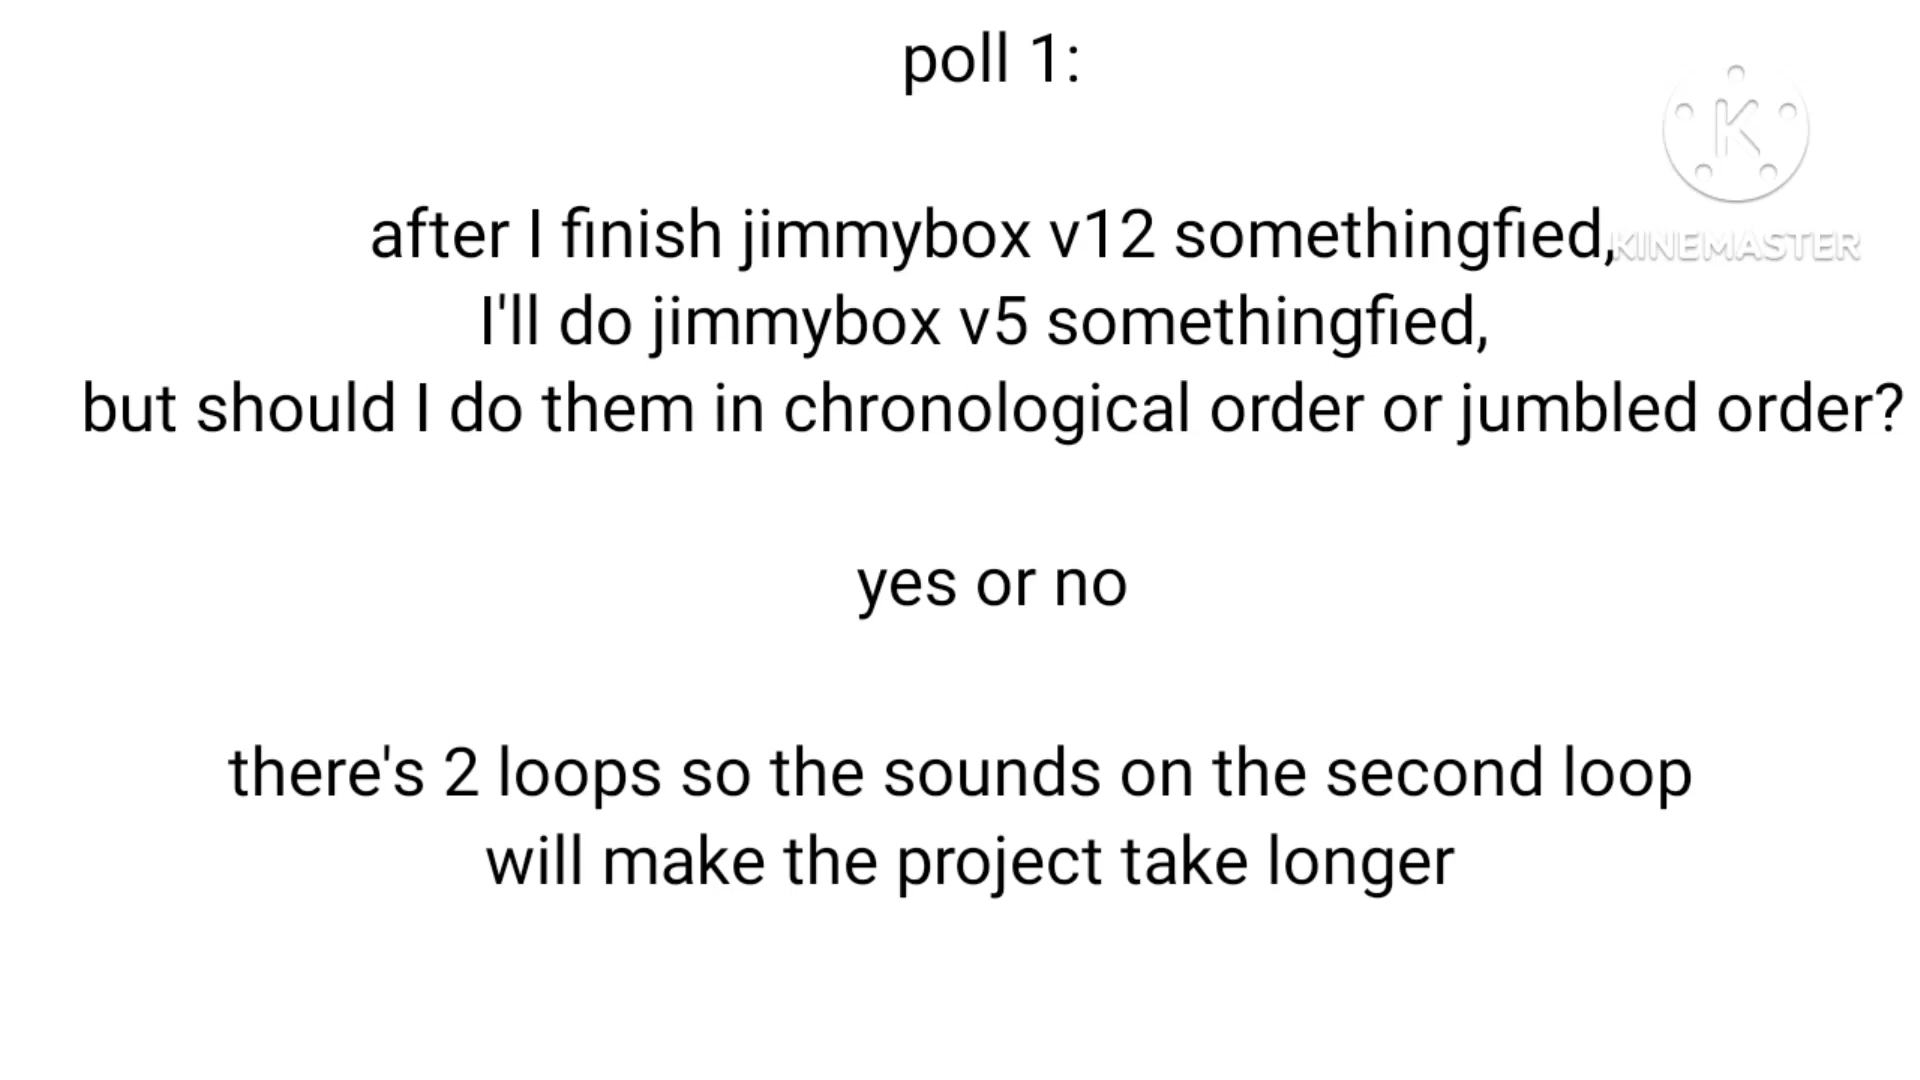 poll 1:
after I finish jimmybox v12 somethingfied,
KINEMASTER
I'll do jimmybox v5 somethingfied,
but should I do them in chronological order or jumbled order?
yes or no
there's 2 loops so the sounds on the second loop
will make the project take longer